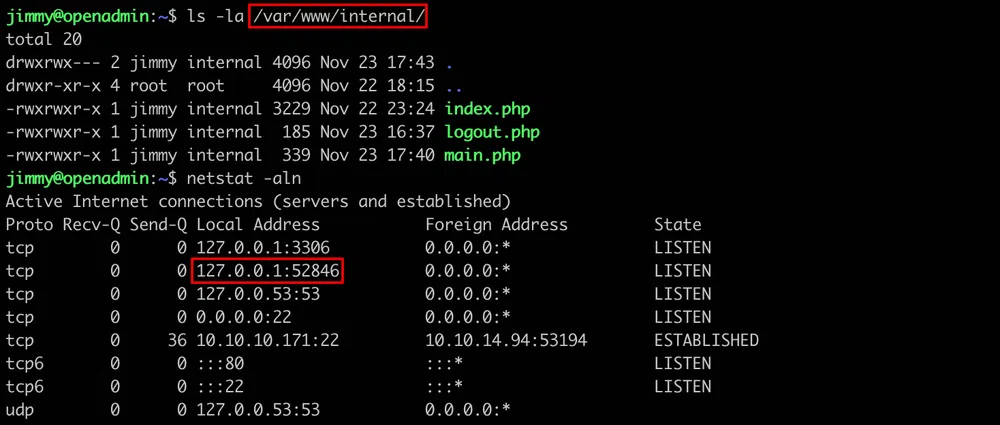 jimmy@openadmin:~$ ls -la /var/www/internal/
total 20
drwxrwx--- 2 jimmy internal 4096 Nov 23 17:43 .
drwxr-xr-x 4 root  root     4096 Nov 22 18:15 ..
-rwxrwxr-x 1 jimmy internal 3229 Nov 22 23:24 index.php
-rwxrwxr-x 1 jimmy internal  185 Nov 23 16:37 logout.php
-rwxrwxr-x 1 jimmy internal  339 Nov 23 17:40 main.php
jimmy@openadmin:~$ netstat -aln
Active Internet connections (servers and established)
Proto Recv-Q Send-Q Local Address           Foreign Address         State
tcp        0      0 127.0.0.1:3306          0.0.0.0:*               LISTEN
tcp        0      0 127.0.0.1:52846         0.0.0.0:*               LISTEN
tcp        0      0 127.0.0.53:53           0.0.0.0:*               LISTEN
tcp        0      0 0.0.0.0:22              0.0.0.0:*               LISTEN
tcp        0     36 10.10.10.171:22         10.10.14.94:53194       ESTABLISHED
tcp6       0      0 :::80                   :::*                    LISTEN
tcp6       0      0 :::22                   :::*                    LISTEN
udp        0      0 127.0.0.53:53           0.0.0.0:*